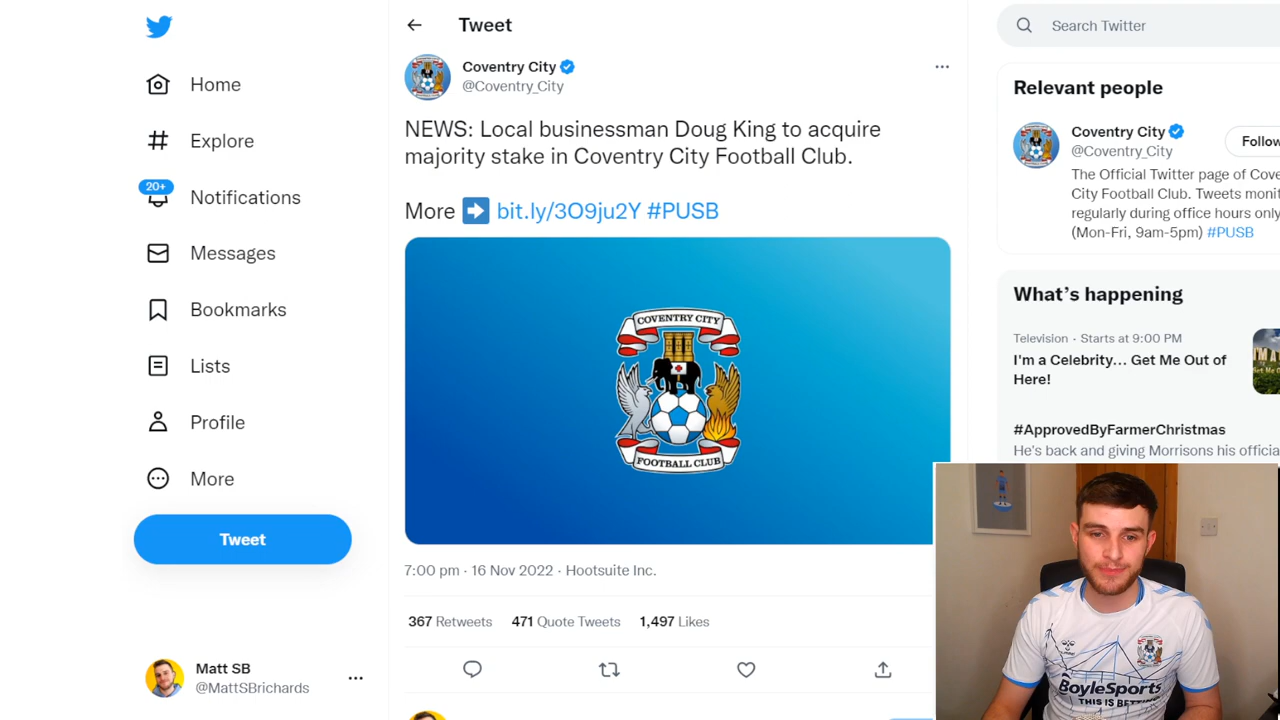 Home
Explore
20+
Notifications
Messages
Bookmarks
Lists
Profile
More
Tweet
Matt SB
@MattSBrichards
Tweet
Coventry City
@Coventry_City
NEWS: Local businessman Doug King to acquire
majority stake in Coventry City Football Club.
More ➡ bit.ly/3O9ju2Y #PUSB
COVENTRY CITY
FOOTBALL CLUB
7:00 pm · 16 Nov 2022 · Hootsuite Inc.
367 Retweets 471 Quote Tweets 1,497 Likes
Search Twitter
Relevant people
Coventry City
@Coventry_City
Follow
The Official Twitter page of Cove
City Football Club. Tweets monit
regularly during office hours only
(Mon-Fri, 9am-5pm) #PUSB
What's happening
Television · Starts at 9:00 PM
I'm a Celebrity... Get Me Out of
Here!
#ApprovedByFarmerChristmas
He's back and giving Morrisons his official
BoyleSports
THIS IS BETTING